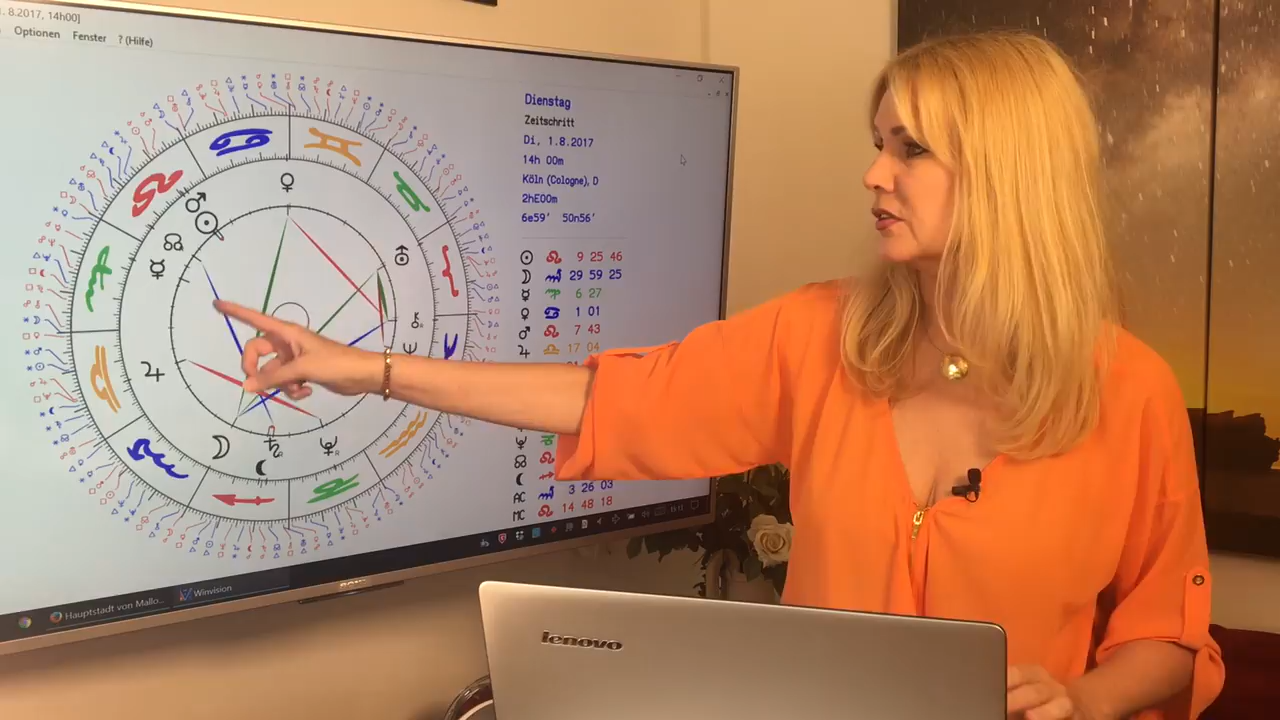 . 8.2017, 14h00]
Optionen Fenster ? (Hilfe)
Dienstag
Zeitschritt
Di, 1.8.2017
14h 00m
Köln (Cologne), D
2hE00m
6e59' 50n56'
☉ ♌ 9 25 46
☽ ♏ 29 59 25
☿ ♍ 6 27
♀ ♋ 1 01
♂ ♌ 7 43
♃ ♎ 17 04
AC ♏ 3 26 03
MC ♌ 14 48 18
Hauptstadt von Mallo...
Winvision
lenovo